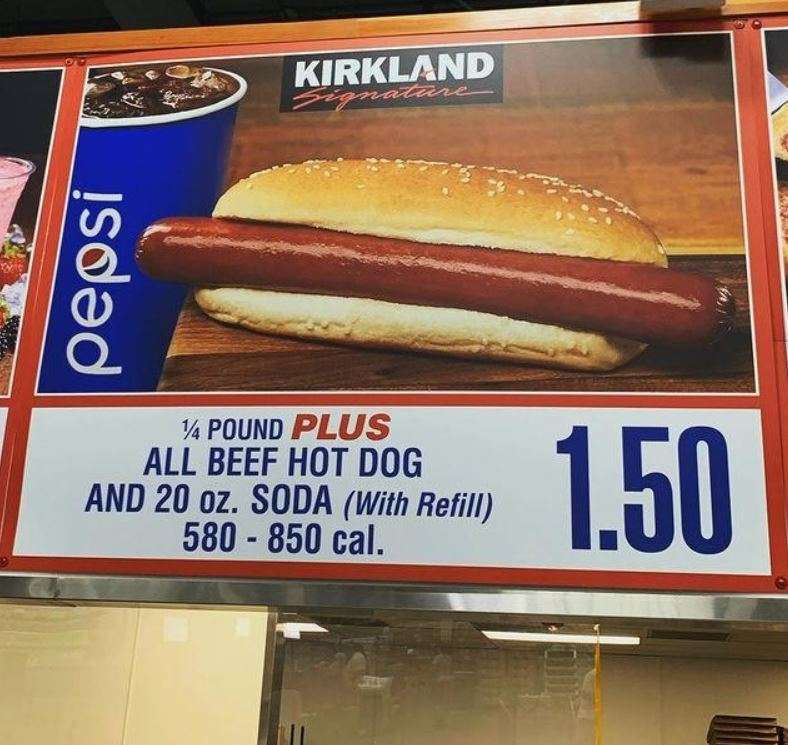 KIRKLAND
Signature
pepsi
¼ POUND PLUS
ALL BEEF HOT DOG
AND 20 oz. SODA (With Refill)
580 - 850 cal.
1.50